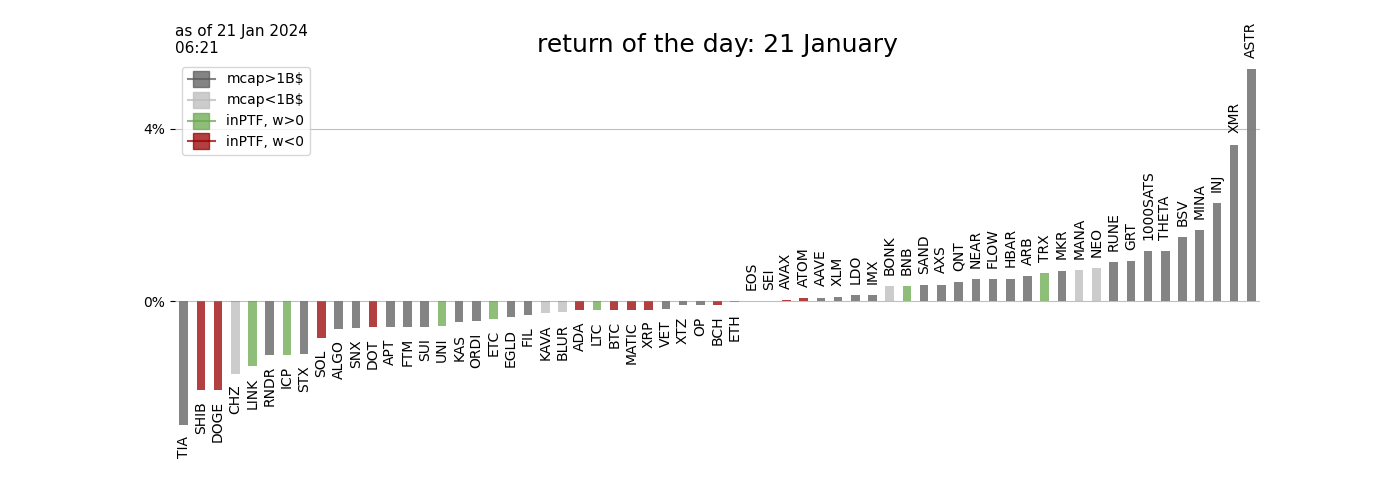 as of 21 Jan 2024
06:21
return of the day: 21 January
mcap>1B$
mcap<1B$
inPTF, w>0
inPTF, w<0
4%
0%
TIA
SHIB
DOGE
CHZ
LINK
RNDR
ICP
STX
SOL
ALGO
SNX
DOT
APT
FTM
SUI
UNI
KAS
ORDI
ETC
EGLD
FIL
KAVA
BLUR
ADA
LTC
BTC
MATIC
XRP
VET
XTZ
OP
BCH
ETH
EOS
SEI
AVAX
ATOM
AAVE
XLM
LDO
IMX
BONK
BNB
SAND
AXS
QNT
NEAR
FLOW
HBAR
ARB
TRX
MKR
MANA
NEO
RUNE
GRT
1000SATS
THETA
BSV
MINA
INJ
XMR
ASTR